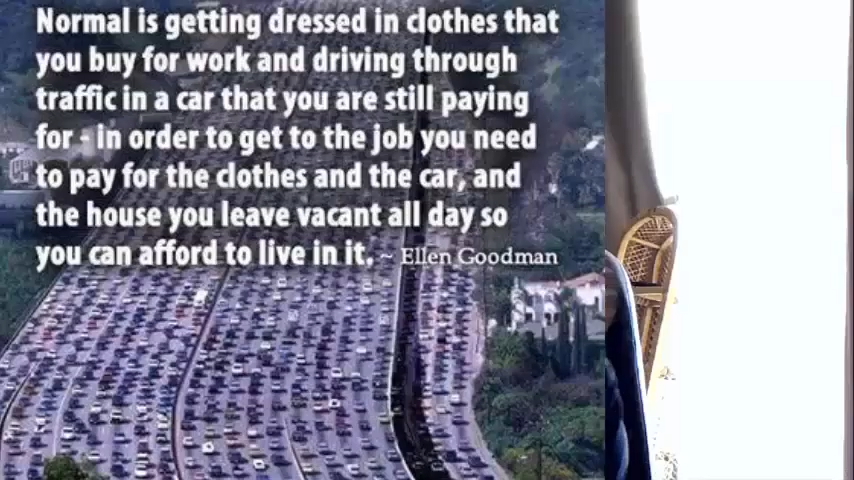 Normal is getting dressed in clothes that
you buy for work and driving through
traffic in a car that you are still paying
for - in order to get to the job you need
to pay for the clothes and the car, and
the house you leave vacant all day so
you can afford to live in it. ~ Ellen Goodman